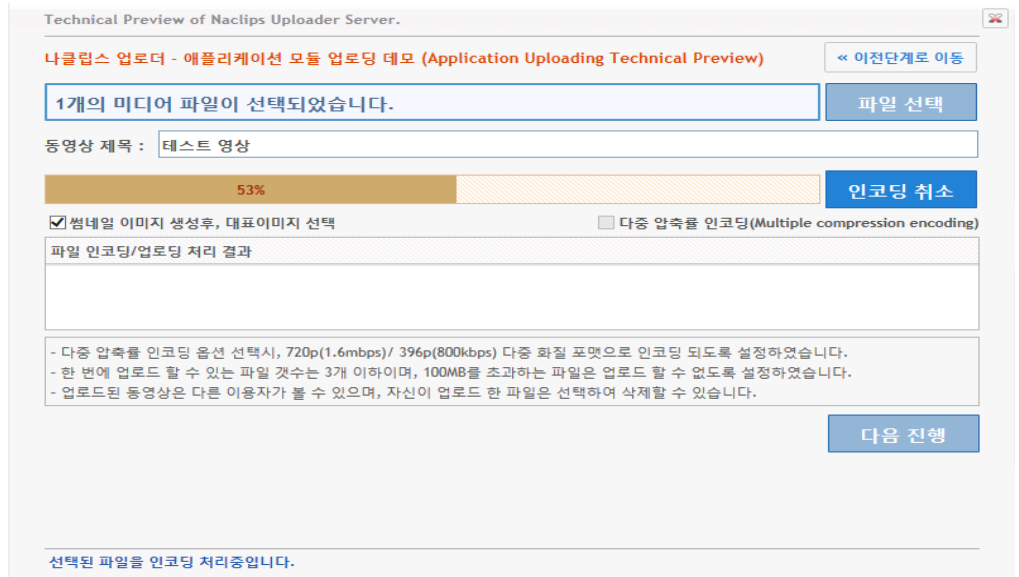 Technical Preview of Naclips Uploader Server.
나클립스 업로더 - 애플리케이션 모듈 업로딩 데모 (Application Uploading Technical Preview)
« 이전단계로 이동
1개의 미디어 파일이 선택되었습니다.
파일 선택
동영상 제목 :
테스트 영상
53%
인코딩 취소
썸네일 이미지 생성후, 대표이미지 선택
다중 압축률 인코딩(Multiple compression encoding)
파일 인코딩/업로딩 처리 결과
- 다중 압축률 인코딩 옵션 선택시, 720p(1.6mbps)/ 396p(800kbps) 다중 화질 포맷으로 인코딩 되도록 설정하였습니다.
- 한 번에 업로드 할 수 있는 파일 갯수는 3개 이하이며, 100MB를 초과하는 파일은 업로드 할 수 없도록 설정하였습니다.
- 업로드된 동영상은 다른 이용자가 볼 수 있으며, 자신이 업로드 한 파일은 선택하여 삭제할 수 있습니다.
다음 진행
선택된 파일을 인코딩 처리중입니다.